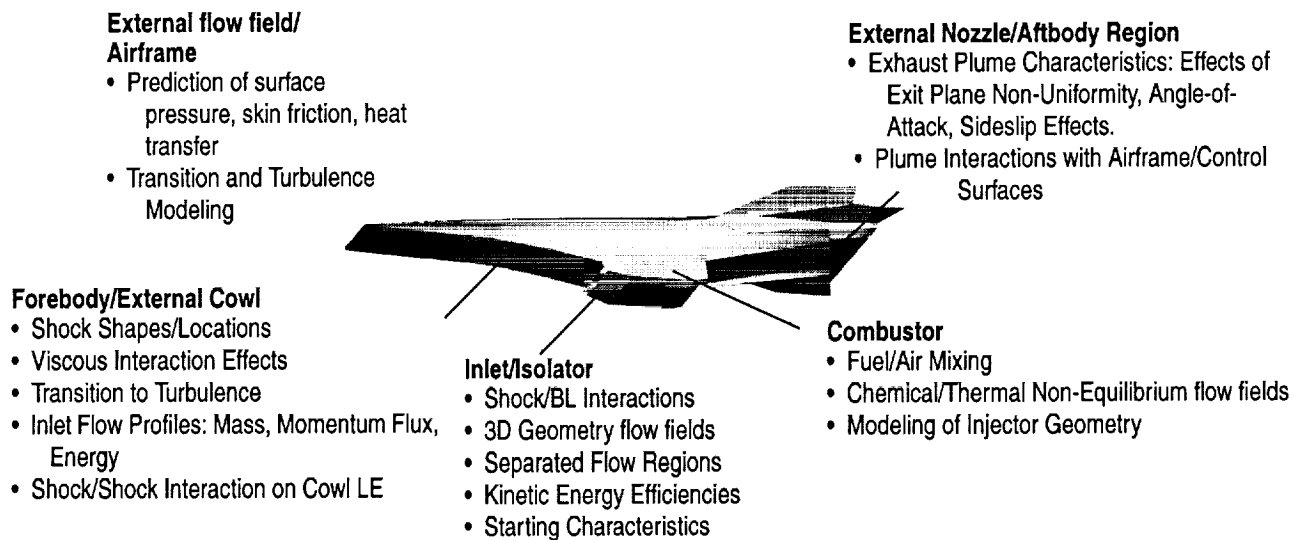 External flow field/
Airframe
• Prediction of surface
pressure, skin friction, heat
transfer
• Transition and Turbulence
Modeling
External Nozzle/Aftbody Region
• Exhaust Plume Characteristics: Effects of
Exit Plane Non-Uniformity, Angle-of-
Attack, Sideslip Effects.
• Plume Interactions with Airframe/Control
Surfaces
Forebody/External Cowl
• Shock Shapes/Locations
• Viscous Interaction Effects
• Transition to Turbulence
• Inlet Flow Profiles: Mass, Momentum Flux,
Energy
• Shock/Shock Interaction on Cowl LE
Inlet/Isolator
• Shock/BL Interactions
• 3D Geometry flow fields
• Separated Flow Regions
• Kinetic Energy Efficiencies
• Starting Characteristics
Combustor
• Fuel/Air Mixing
• Chemical/Thermal Non-Equilibrium flow fields
• Modeling of Injector Geometry